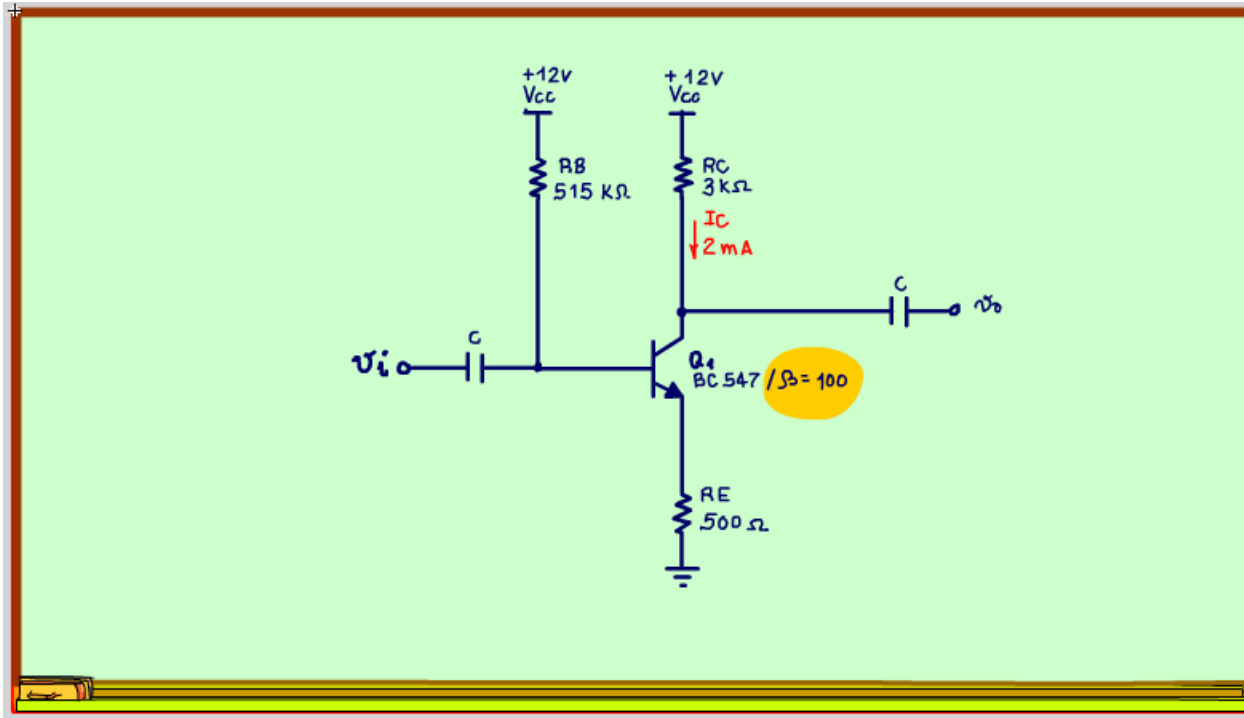 +12V
Vcc
+12V
Vcc
RB
515 KΩ
RC
3kΩ
IC
2mA
C
vo
C
vi
Q1
BC547 / β=100
RE
500Ω